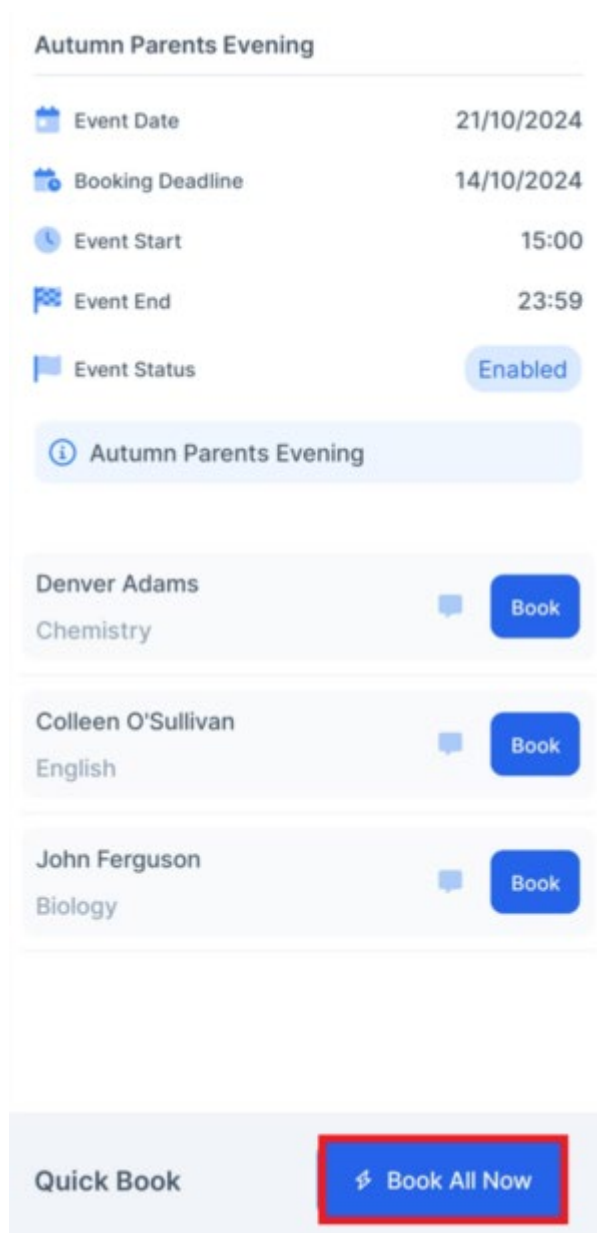 Autumn Parents Evening
Event Date 21/10/2024
Booking Deadline 14/10/2024
Event Start 15:00
Event End 23:59
Event Status Enabled
Autumn Parents Evening
Denver Adams
Chemistry
Book
Colleen O'Sullivan
English
Book
John Ferguson
Biology
Book
Quick Book Book All Now